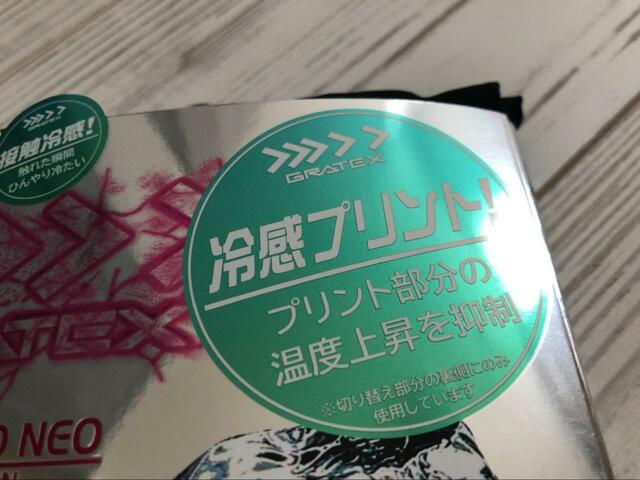 GRATEX
接触冷感!
触れた瞬間
ひんやり冷たい
GRATEX
冷感プリント!
プリント部分の
温度上昇を抑制
※切り替え部分の裏側にのみ
使用しています
NEO